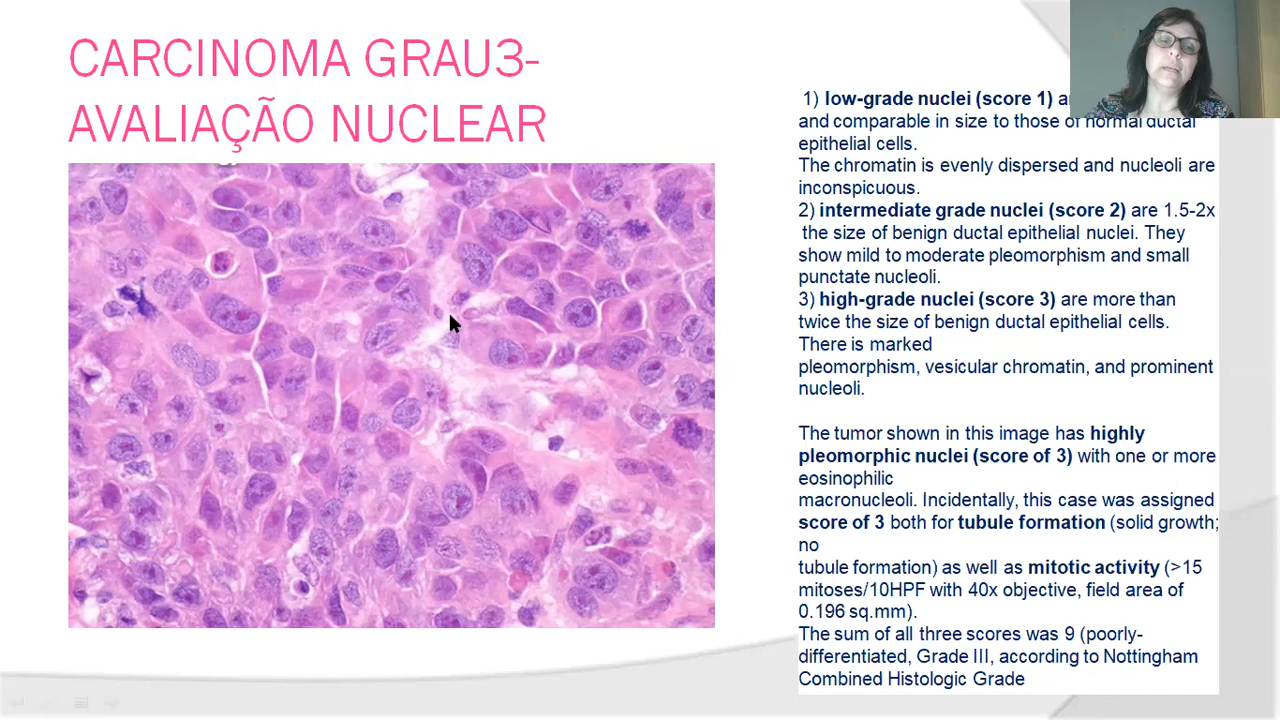 CARCINOMA GRAU3-
AVALIAÇÃO NUCLEAR
1) low-grade nuclei (score 1)
and comparable in size to those of normal ductal
epithelial cells.
The chromatin is evenly dispersed and nucleoli are
inconspicuous.
2) intermediate grade nuclei (score 2) are 1.5-2x
the size of benign ductal epithelial nuclei. They
show mild to moderate pleomorphism and small
punctate nucleoli.
3) high-grade nuclei (score 3) are more than
twice the size of benign ductal epithelial cells.
There is marked
pleomorphism, vesicular chromatin, and prominent
nucleoli.
The tumor shown in this image has highly
pleomorphic nuclei (score of 3) with one or more
eosinophilic
macronucleoli. Incidentally, this case was assigned
score of 3 both for tubule formation (solid growth;
no
tubule formation) as well as mitotic activity (>15
mitoses/10HPF with 40x objective, field area of
0.196 sq.mm).
The sum of all three scores was 9 (poorly-
differentiated, Grade III, according to Nottingham
Combined Histologic Grade